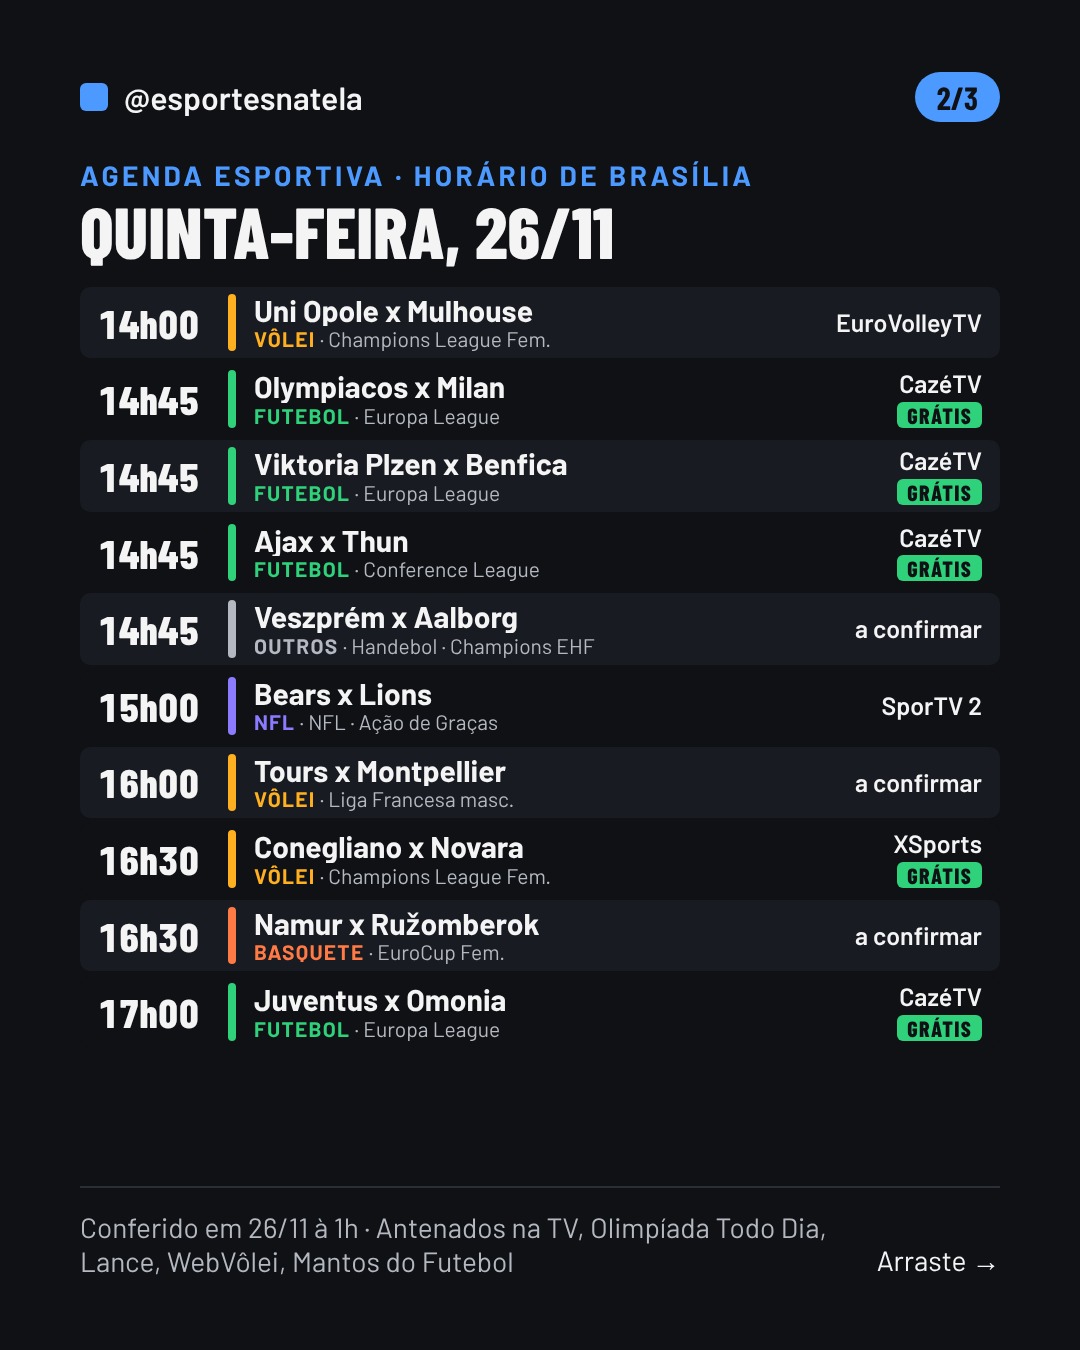 @esportesnatela
2/3
AGENDA ESPORTIVA · HORÁRIO DE BRASÍLIA
QUINTA-FEIRA, 26/11
14h00
Uni Opole x Mulhouse
VÔLEI · Champions League Fem.
EuroVolleyTV
14h45
Olympiacos x Milan
FUTEBOL · Europa League
CazéTV
GRÁTIS
14h45
Viktoria Plzen x Benfica
FUTEBOL · Europa League
CazéTV
GRÁTIS
14h45
Ajax x Thun
FUTEBOL · Conference League
CazéTV
GRÁTIS
14h45
Veszprém x Aalborg
OUTROS · Handebol · Champions EHF
a confirmar
15h00
Bears x Lions
NFL · NFL · Ação de Graças
SporTV 2
16h00
Tours x Montpellier
VÔLEI · Liga Francesa masc.
a confirmar
16h30
Conegliano x Novara
VÔLEI · Champions League Fem.
XSports
GRÁTIS
16h30
Namur x Ružomberok
BASQUETE · EuroCup Fem.
a confirmar
17h00
Juventus x Omonia
FUTEBOL · Europa League
CazéTV
GRÁTIS
Conferido em 26/11 à 1h · Antenados na TV, Olimpíada Todo Dia,
Lance, WebVôlei, Mantos do Futebol
Arraste →